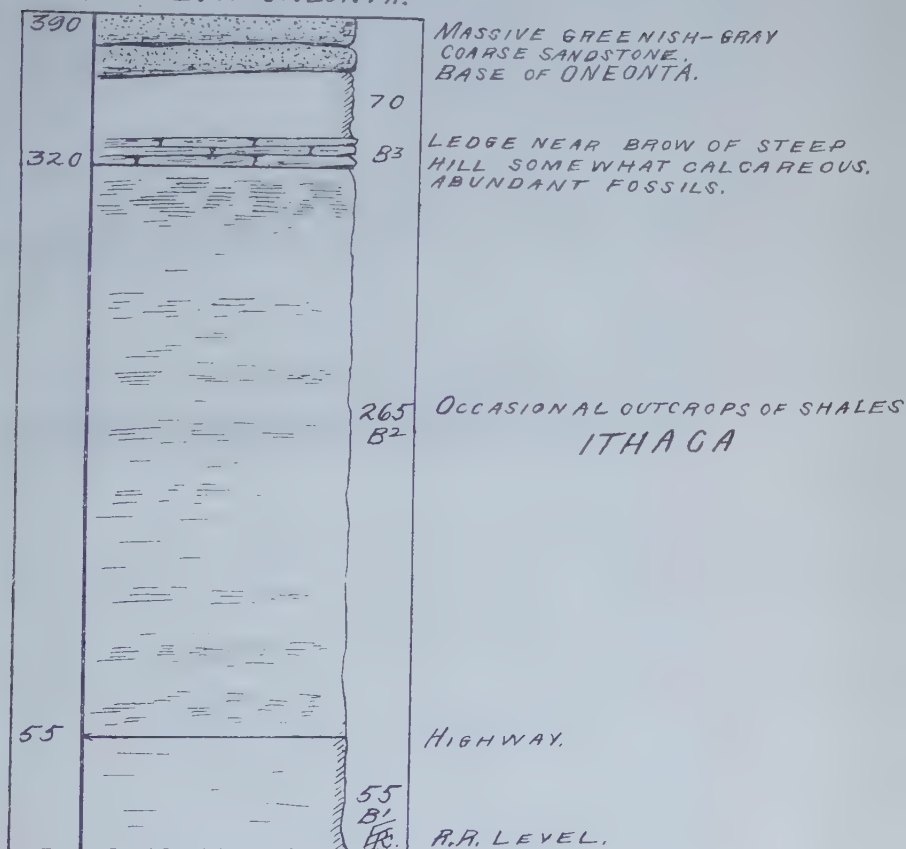 ONEONTA.
390
MASSIVE GREENISH-GRAY
COARSE SANDSTONE.
BASE OF ONEONTA.
70
320
B3
LEDGE NEAR BROW OF STEEP
HILL SOMEWHAT CALCAREOUS.
ABUNDANT FOSSILS.
265
B2
OCCASIONAL OUTCROPS OF SHALES
ITHACA
55
HIGHWAY.
55
B1
R.R. LEVEL.